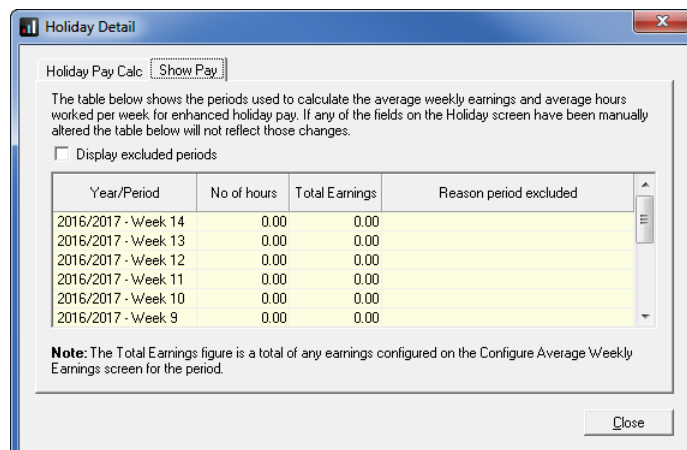 Holiday Detail
Holiday Pay Calc Show Pay
The table below shows the periods used to calculate the average weekly earnings and average hours
worked per week for enhanced holiday pay. If any of the fields on the Holiday screen have been manually
altered the table below will not reflect those changes.
Display excluded periods
Year/Period No of hours Total Earnings Reason period excluded
2016/2017 - Week 14 0.00 0.00
2016/2017 - Week 13 0.00 0.00
2016/2017 - Week 12 0.00 0.00
2016/2017 - Week 11 0.00 0.00
2016/2017 - Week 10 0.00 0.00
2016/2017 - Week 9 0.00 0.00
Note: The Total Earnings figure is a total of any earnings configured on the Configure Average Weekly
Earnings screen for the period.
Close